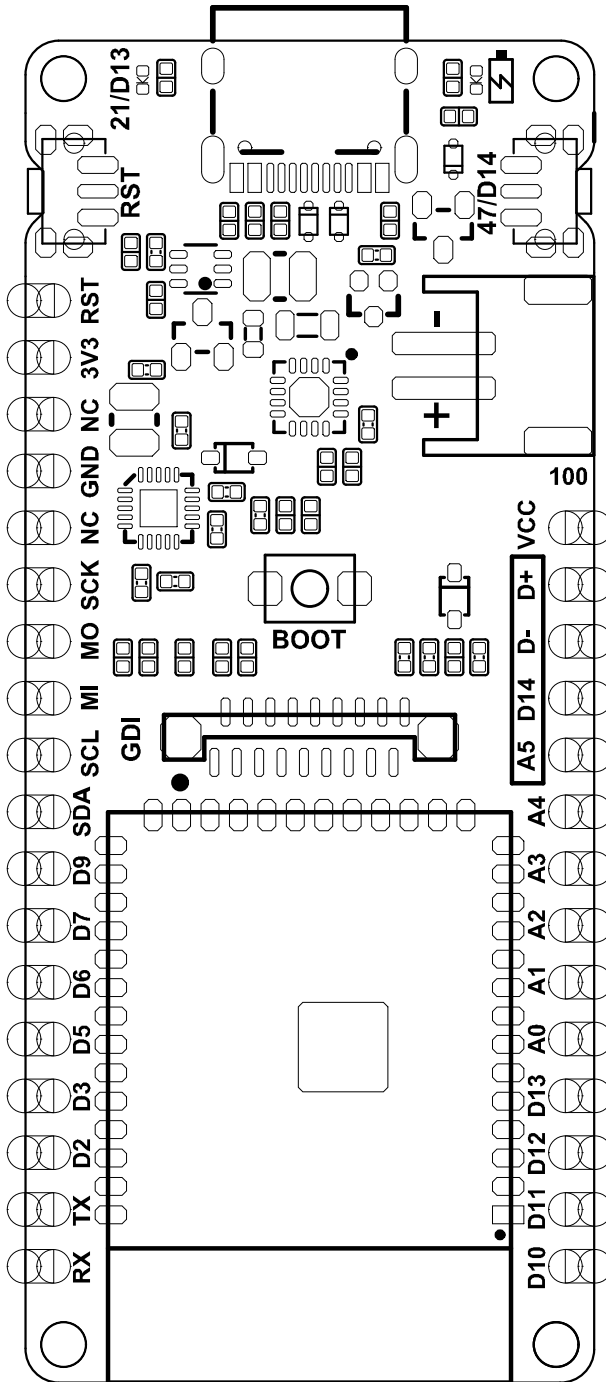 21/D13
RST
47/D14
-
+
100
RST
3V3
NC
GND
NC
SCK
MO
MI
SCL
SDA
D9
D7
D6
D5
D3
D2
TX
RX
BOOT
GDI
VCC
D+
D-
D14
A5
A4
A3
A2
A1
A0
D13
D12
D11
D10